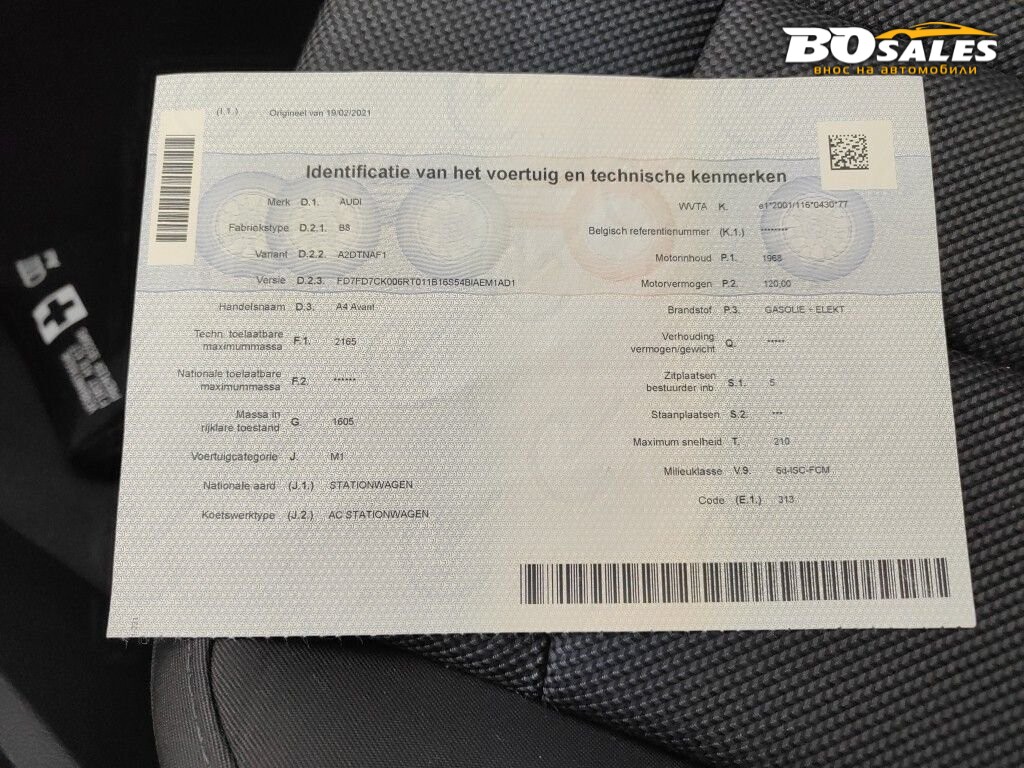 BOSALES
внос на автомобили
(I.1.) Origineel van 19/02/2021
Identificatie van het voertuig en technische kenmerken
Merk D.1. AUDI
Fabriekstype D.2.1. B8
Variant D.2.2. A2DTNAF1
Versie D.2.3. FD7FD7CK006RT011B16S54BIAEM1AD1
Handelsnaam D.3. A4 Avant
Techn. toelaatbare
maximummassa F.1. 2165
Nationale toelaatbare
maximummassa F.2. ******
Massa in
rijklare toestand G. 1605
Voertuigcategorie J. M1
Nationale aard (J.1.) STATIONWAGEN
Koetswerktype (J.2.) AC STATIONWAGEN
WVTA K. e1*2001/116*0430*77
Belgisch referentienummer (K.1.) ********
Motorinhoud P.1. 1968
Motorvermogen P.2. 120,00
Brandstof P.3. GASOLIE - ELEKT
Verhouding
vermogen/gewicht Q. *****
Zitplaatsen
bestuurder inb. S.1. 5
Staanplaatsen S.2. ***
Maximum snelheid T. 210
Milieuklasse V.9. 6d-ISC-FCM
Code (E.1.) 313